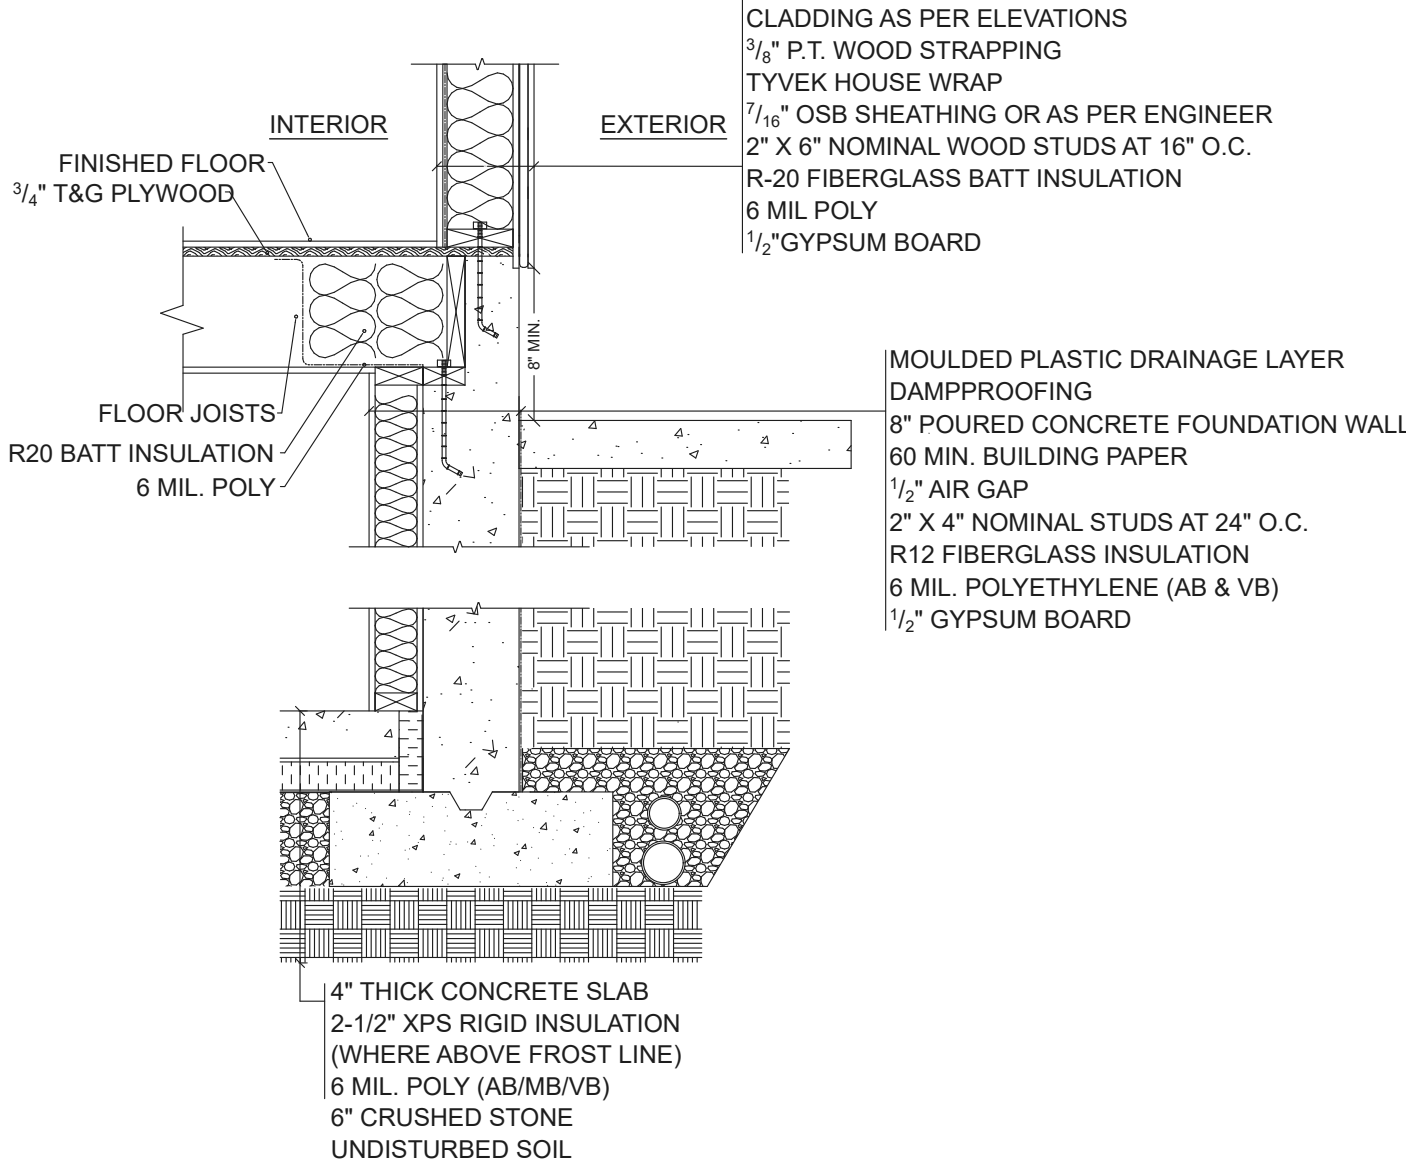 CLADDING AS PER ELEVATIONS
3/8" P.T. WOOD STRAPPING
TYVEK HOUSE WRAP
7/16" OSB SHEATHING OR AS PER ENGINEER
2" X 6" NOMINAL WOOD STUDS AT 16" O.C.
R-20 FIBERGLASS BATT INSULATION
6 MIL POLY
1/2"GYPSUM BOARD
INTERIOR
EXTERIOR
FINISHED FLOOR
3/4" T&G PLYWOOD
8" MIN.
FLOOR JOISTS
R20 BATT INSULATION
6 MIL. POLY
MOULDED PLASTIC DRAINAGE LAYER
DAMPPROOFING
8" POURED CONCRETE FOUNDATION WALL
60 MIN. BUILDING PAPER
1/2" AIR GAP
2" X 4" NOMINAL STUDS AT 24" O.C.
R12 FIBERGLASS INSULATION
6 MIL. POLYETHYLENE (AB & VB)
1/2" GYPSUM BOARD
4" THICK CONCRETE SLAB
2-1/2" XPS RIGID INSULATION
(WHERE ABOVE FROST LINE)
6 MIL. POLY (AB/MB/VB)
6" CRUSHED STONE
UNDISTURBED SOIL